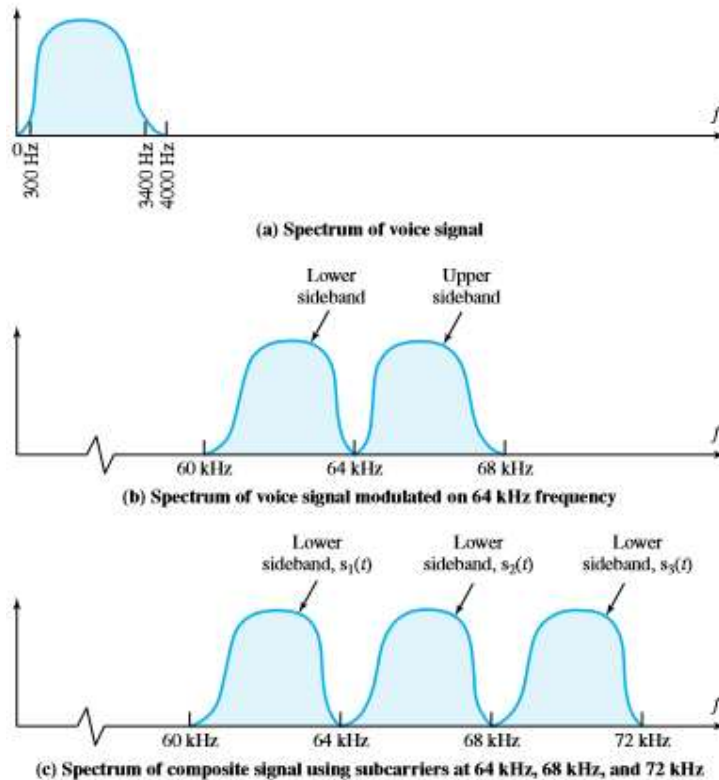 f
0
300 Hz
3400 Hz
4000 Hz
(a) Spectrum of voice signal
Lower
sideband
Upper
sideband
f
60 kHz
64 kHz
68 kHz
(b) Spectrum of voice signal modulated on 64 kHz frequency
Lower
sideband, s₁(t)
Lower
sideband, s₂(t)
Lower
sideband, s₃(t)
f
60 kHz
64 kHz
68 kHz
72 kHz
(c) Spectrum of composite signal using subcarriers at 64 kHz, 68 kHz, and 72 kHz